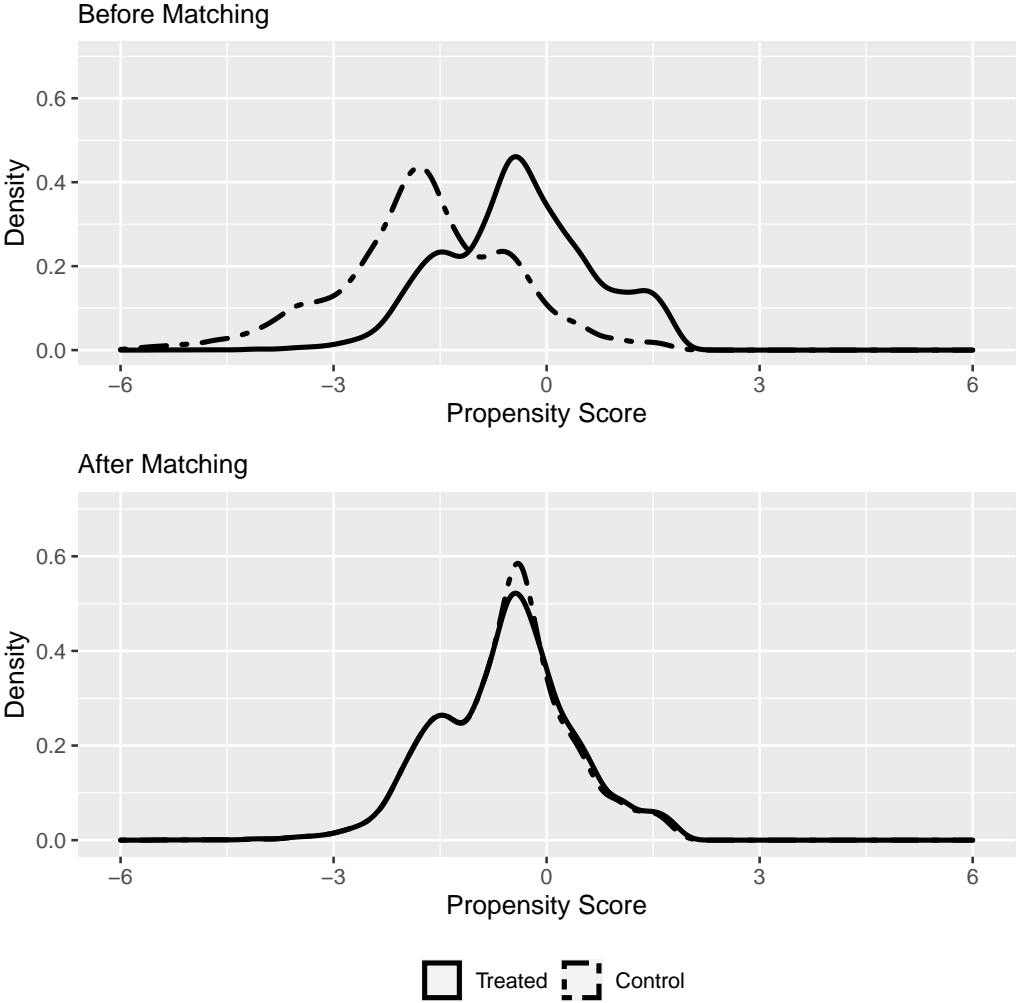 Before Matching
0.6
0.4
0.2
0.0
Density
−6 −3 0 3 6
Propensity Score
After Matching
0.6
0.4
0.2
0.0
Density
−6 −3 0 3 6
Propensity Score
Treated Control